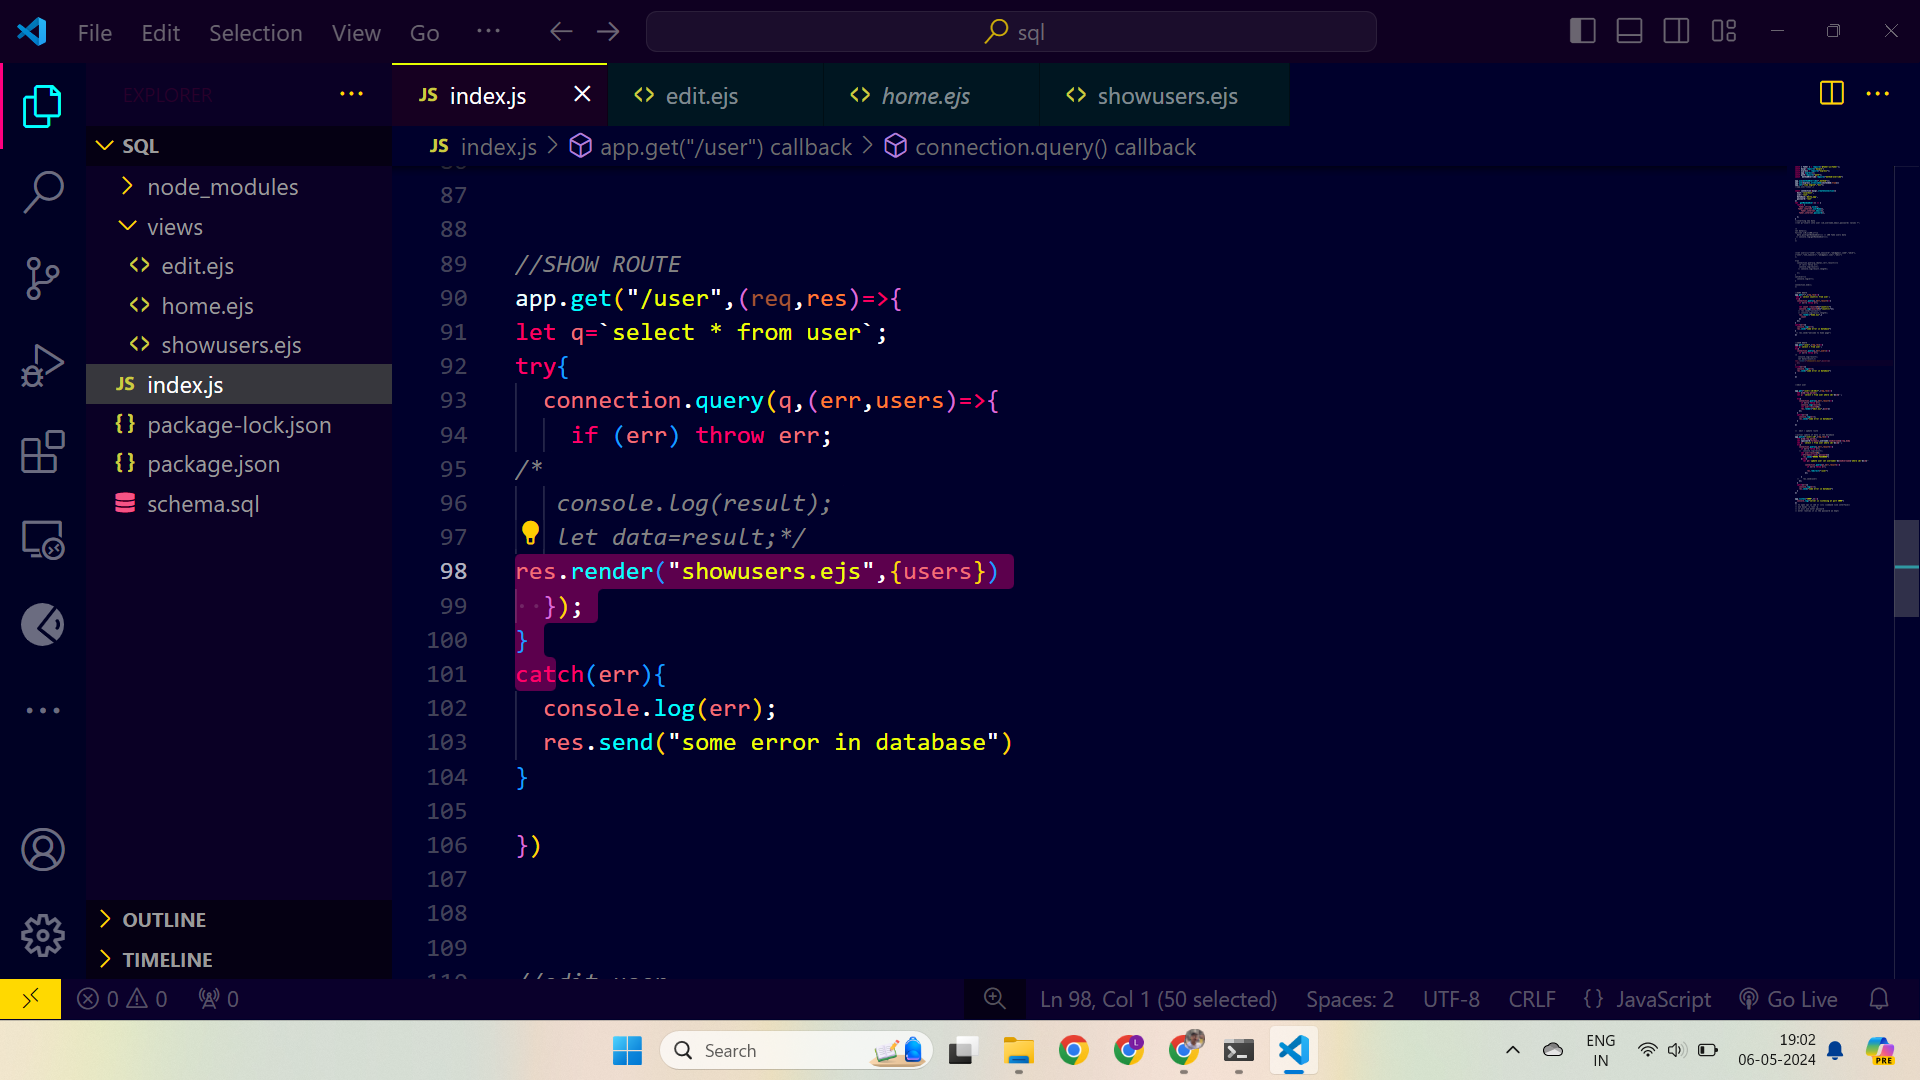 File Edit Selection View Go ··· sql
EXPLORER ···
JS index.js
<> edit.ejs
<> home.ejs
<> showusers.ejs
JS index.js > app.get("/user") callback > connection.query() callback
SQL
node_modules
views
<> edit.ejs
<> home.ejs
<> showusers.ejs
JS index.js
{} package-lock.json
{} package.json
schema.sql
OUTLINE
TIMELINE
87
88
89 //SHOW ROUTE
90 app.get("/user",(req,res)=>{
91 let q=`select * from user`;
92 try{
93 connection.query(q,(err,users)=>{
94 if (err) throw err;
95 /*
96 console.log(result);
97 let data=result;*/
98 res.render("showusers.ejs",{users})
99 });
100 }
101 catch(err){
102 console.log(err);
103 res.send("some error in database")
104 }
105
106 })
107
108
109
110 //edit user
0 0 0 Ln 98, Col 1 (50 selected) Spaces: 2 UTF-8 CRLF {} JavaScript Go Live
Search
ENG
IN
19:02
06-05-2024
PRE